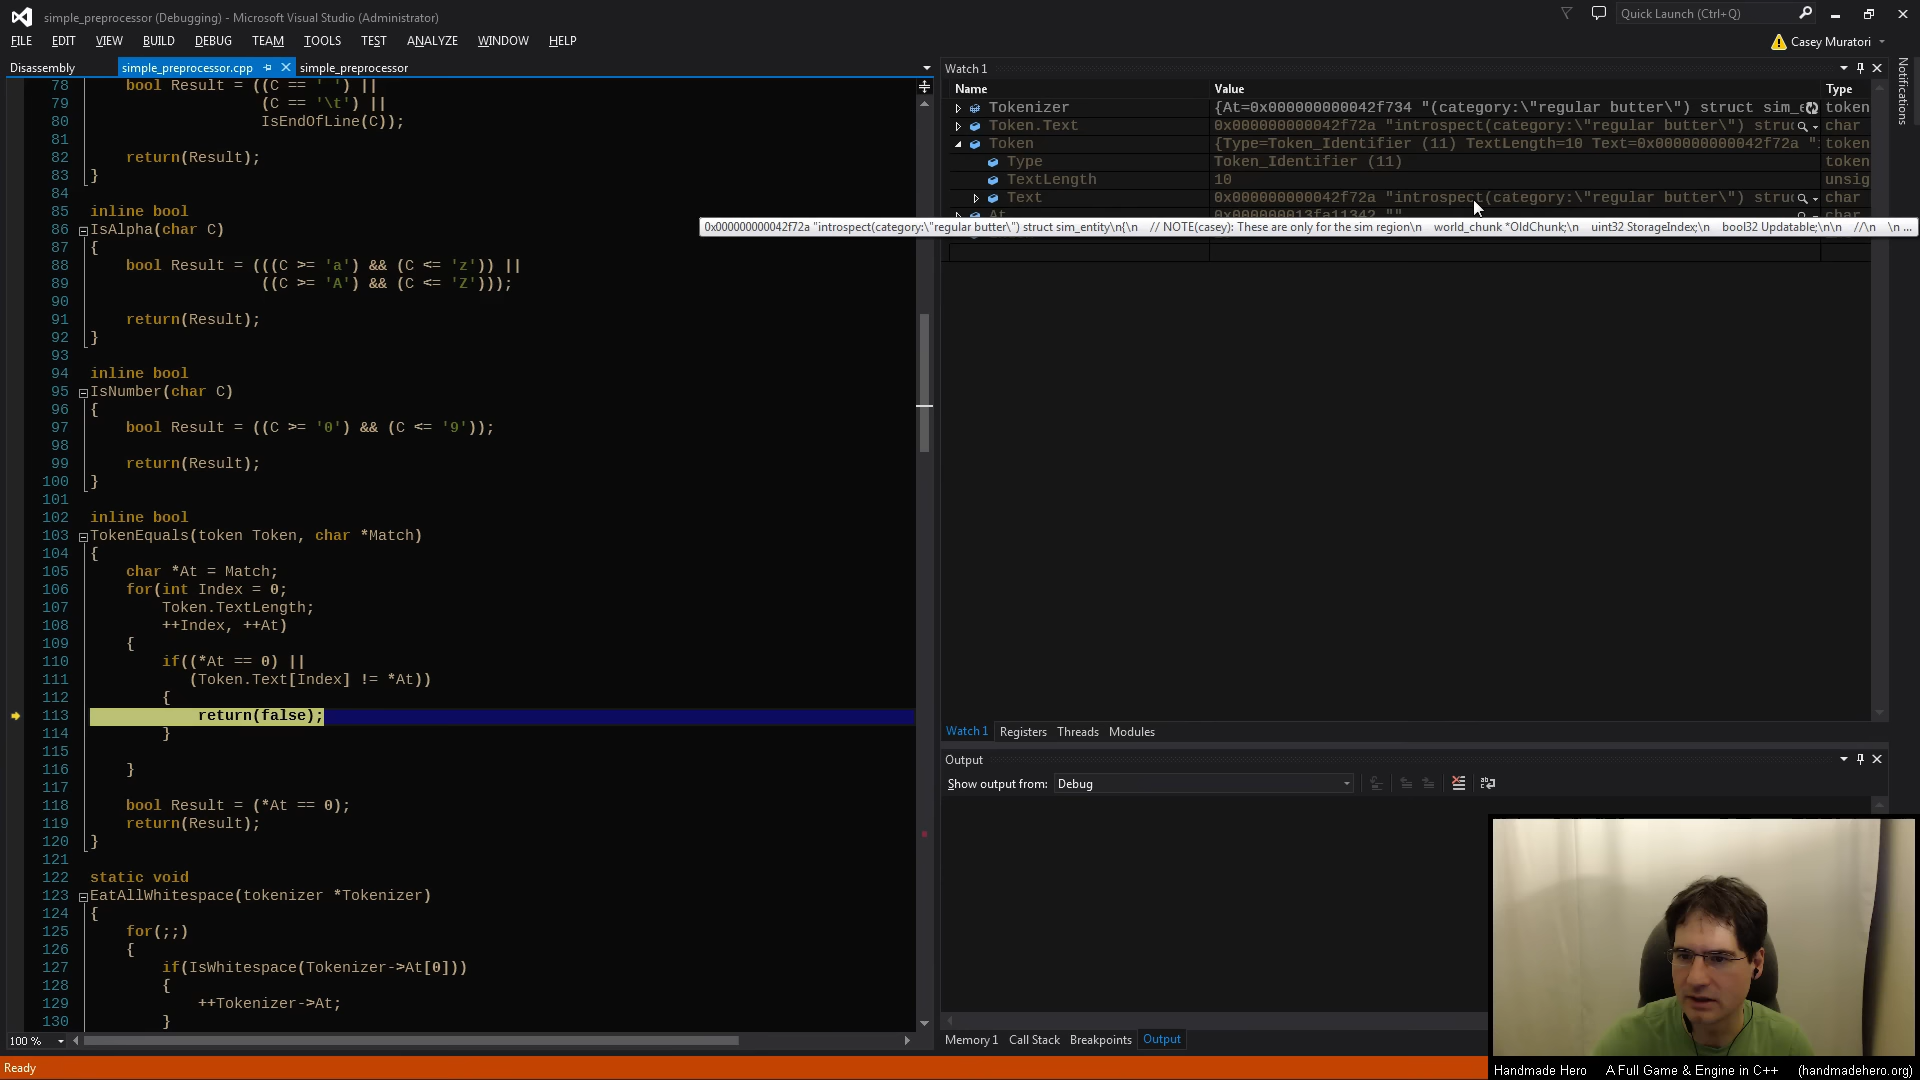 simple_preprocessor (Debugging) - Microsoft Visual Studio (Administrator)
Quick Launch (Ctrl+Q)
FILE EDIT VIEW BUILD DEBUG TEAM TOOLS TEST ANALYZE WINDOW HELP
Casey Muratori
Disassembly simple_preprocessor.cpp simple_preprocessor
78 bool Result = ((C == ' ') ||
79 (C == '\t') ||
80 IsEndOfLine(C));
81
82 return(Result);
83 }
84
85 inline bool
86 IsAlpha(char C)
87 {
88 bool Result = (((C >= 'a') && (C <= 'z')) ||
89 ((C >= 'A') && (C <= 'Z')));
90
91 return(Result);
92 }
93
94 inline bool
95 IsNumber(char C)
96 {
97 bool Result = ((C >= '0') && (C <= '9'));
98
99 return(Result);
100 }
101
102 inline bool
103 TokenEquals(token Token, char *Match)
104 {
105 char *At = Match;
106 for(int Index = 0;
107 Token.TextLength;
108 ++Index, ++At)
109 {
110 if((*At == 0) ||
111 (Token.Text[Index] != *At))
112 {
113 return(false);
114 }
115
116 }
117
118 bool Result = (*At == 0);
119 return(Result);
120 }
121
122 static void
123 EatAllWhitespace(tokenizer *Tokenizer)
124 {
125 for(;;)
126 {
127 if(IsWhitespace(Tokenizer->At[0]))
128 {
129 ++Tokenizer->At;
130 }
100 %
Ready
Watch 1
Name Value Type
Tokenizer {At=0x000000000042f734 "(category:\"regular butter\") struct sim_e token
Token.Text 0x000000000042f72a "introspect(category:\"regular butter\") struc char
Token {Type=Token_Identifier (11) TextLength=10 Text=0x000000000042f72a " token
Type Token_Identifier (11) token
TextLength 10 unsig
Text 0x000000000042f72a "introspect(category:\"regular butter\") struc char
At 0x000000013fa11342 "" char
0x000000000042f72a "introspect(category:\"regular butter\") struct sim_entity\n{\n // NOTE(casey): These are only for the sim region\n world_chunk *OldChunk;\n uint32 StorageIndex;\n bool32 Updatable;\n\n //\n \n ...
Watch 1 Registers Threads Modules
Output
Show output from: Debug
Memory 1 Call Stack Breakpoints Output
Notifications
Handmade Hero A Full Game & Engine in C++ (handmadehero.org)